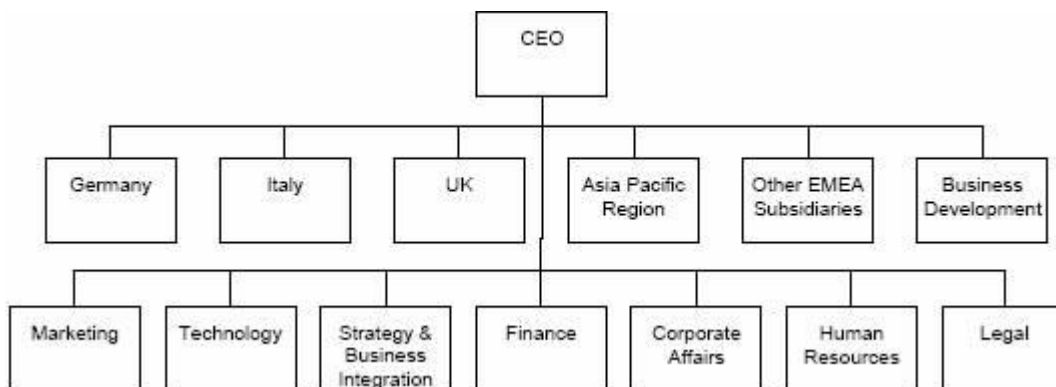 CEO
Germany
Italy
UK
Asia Pacific
Region
Other EMEA
Subsidiaries
Business
Development
Marketing
Technology
Strategy &
Business
Integration
Finance
Corporate
Affairs
Human
Resources
Legal